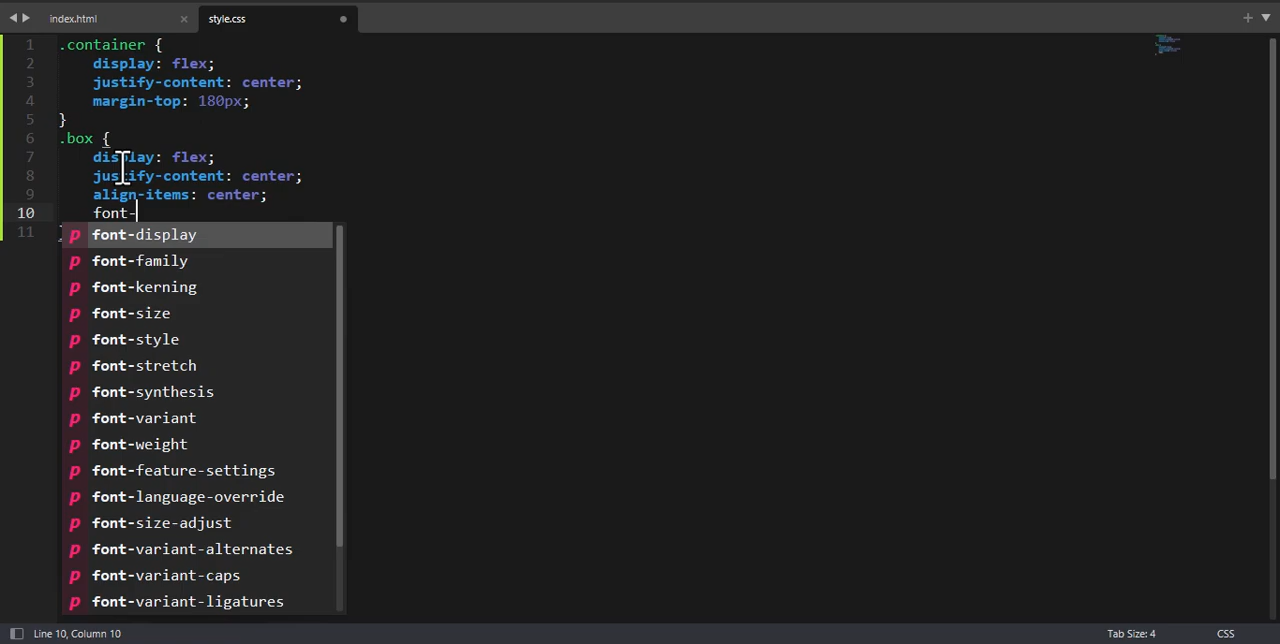 index.html × style.css
1 .container {
2 display: flex;
3 justify-content: center;
4 margin-top: 180px;
5 }
6 .box {
7 display: flex;
8 justify-content: center;
9 align-items: center;
10 font-
11 }
p font-display
p font-family
p font-kerning
p font-size
p font-style
p font-stretch
p font-synthesis
p font-variant
p font-weight
p font-feature-settings
p font-language-override
p font-size-adjust
p font-variant-alternates
p font-variant-caps
p font-variant-ligatures
Line 10, Column 10 Tab Size: 4 CSS